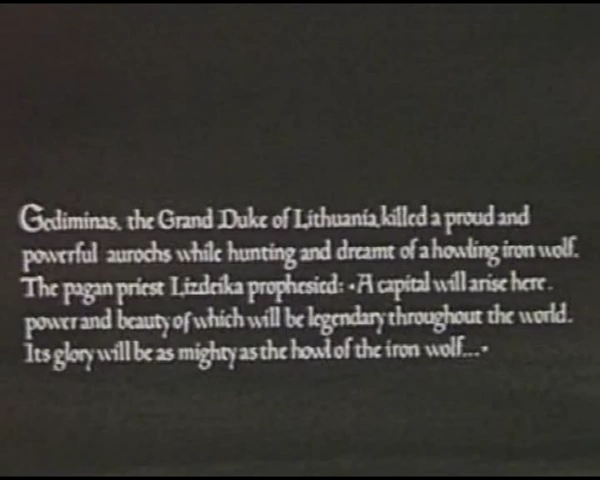 Gediminas, the Grand Duke of Lithuania, killed a proud and
powerful aurochs while hunting and dreamt of a howling iron wolf.
The pagan priest Lizdeika prophesied: •A capital will arise here.
power and beauty of which will be legendary throughout the world.
Its glory will be as mighty as the howl of the iron wolf...•